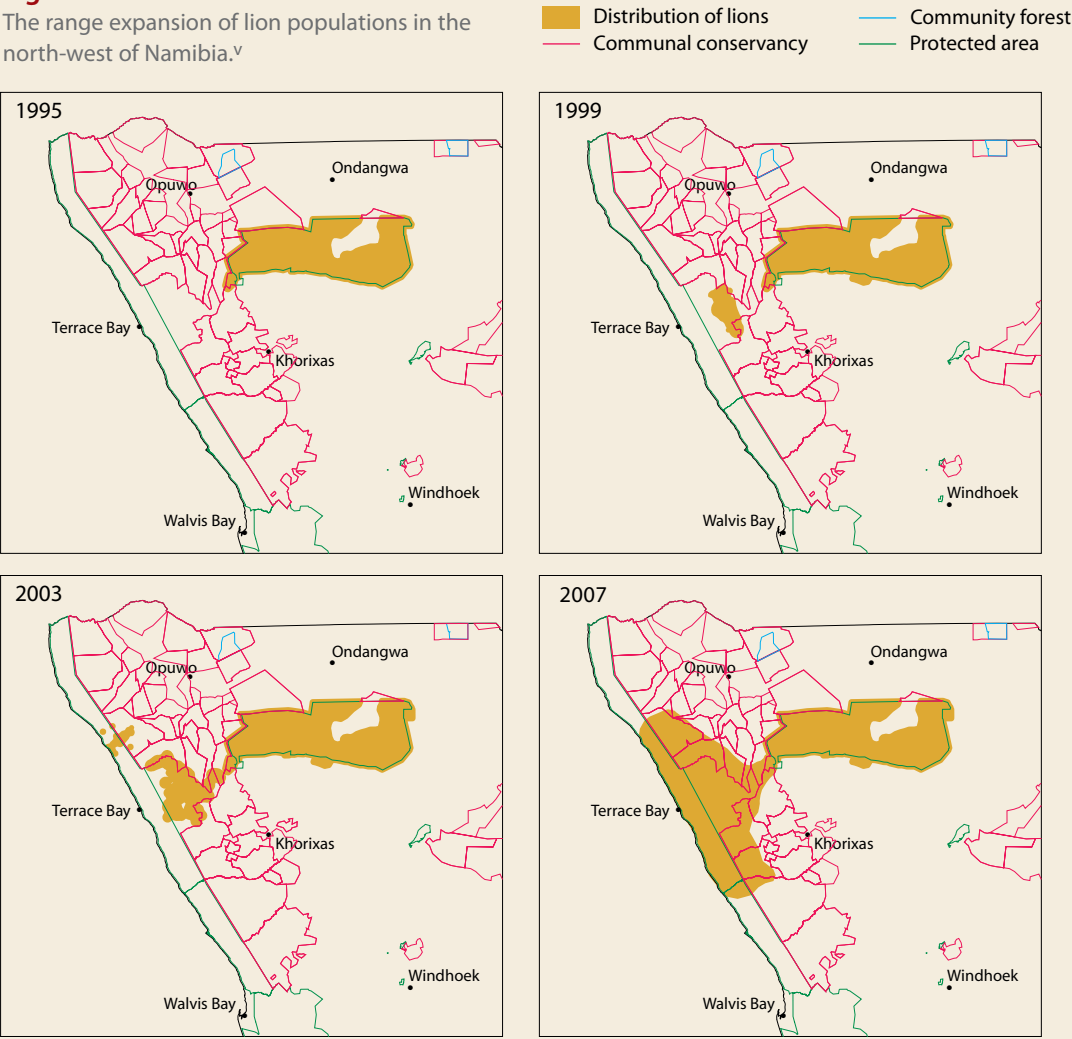 The range expansion of lion populations in the
north-west of Namibia.v
Distribution of lions
Communal conservancy
Community forest
Protected area
1995
Opuwo
Ondangwa
Terrace Bay
Khorixas
Windhoek
Walvis Bay
1999
Opuwo
Ondangwa
Terrace Bay
Khorixas
Windhoek
Walvis Bay
2003
Opuwo
Ondangwa
Terrace Bay
Khorixas
Windhoek
Walvis Bay
2007
Opuwo
Ondangwa
Terrace Bay
Khorixas
Windhoek
Walvis Bay